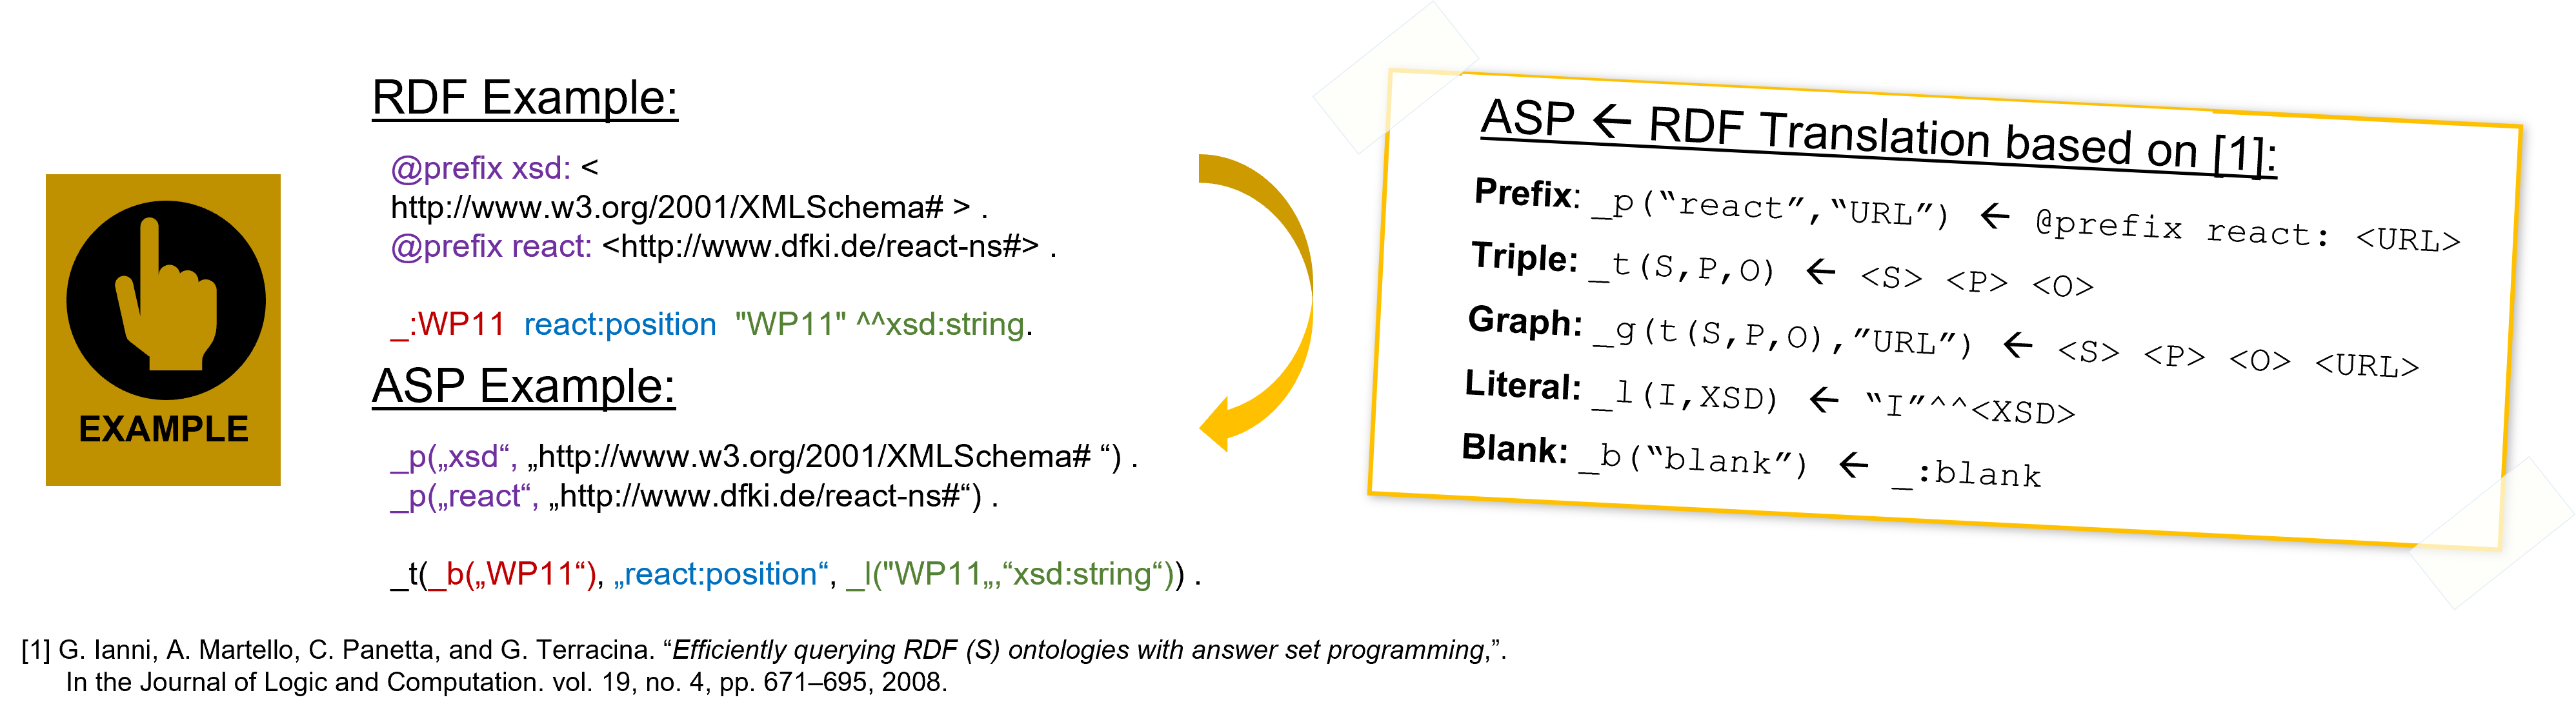 RDF Example:
@prefix xsd: <
http://www.w3.org/2001/XMLSchema# > .
@prefix react: <http://www.dfki.de/react-ns#> .
_:WP11 react:position "WP11" ^^xsd:string.
EXAMPLE
ASP Example:
_p(„xsd“, „http://www.w3.org/2001/XMLSchema# “) .
_p(„react“, „http://www.dfki.de/react-ns#“) .
_t(_b(„WP11“), „react:position“, _l("WP11„,“xsd:string“)) .
ASP ← RDF Translation based on [1]:
Prefix: _p(“react”,“URL”) ← @prefix react: <URL>
Triple: _t(S,P,O) ← <S> <P> <O>
Graph: _g(t(S,P,O),”URL”) ← <S> <P> <O> <URL>
Literal: _l(I,XSD) ← “I”^^<XSD>
Blank: _b(“blank”) ← _:blank
[1] G. Ianni, A. Martello, C. Panetta, and G. Terracina. “Efficiently querying RDF (S) ontologies with answer set programming,”.
In the Journal of Logic and Computation. vol. 19, no. 4, pp. 671–695, 2008.